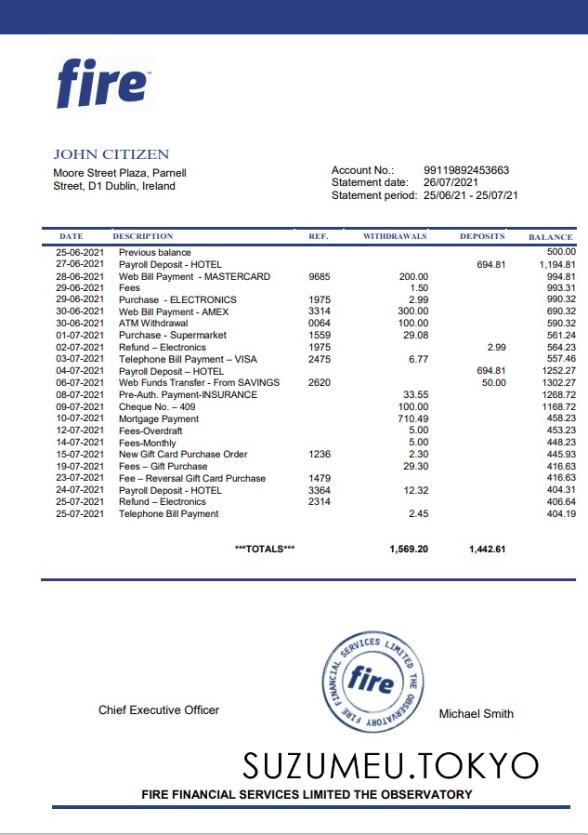 fire
JOHN CITIZEN
Moore Street Plaza, Parnell
Street, D1 Dublin, Ireland
Account No.: 99119892453663
Statement date: 26/07/2021
Statement period: 25/06/21 - 25/07/21
DATE DESCRIPTION REF. WITHDRAWALS DEPOSITS BALANCE
25-06-2021 Previous balance 500.00
27-06-2021 Payroll Deposit - HOTEL 694.81 1,194.81
28-06-2021 Web Bill Payment - MASTERCARD 9685 200.00 994.81
29-06-2021 Fees 1.50 993.31
29-06-2021 Purchase - ELECTRONICS 1975 2.99 990.32
30-06-2021 Web Bill Payment - AMEX 3314 300.00 690.32
30-06-2021 ATM Withdrawal 0064 100.00 590.32
01-07-2021 Purchase - Supermarket 1559 29.08 561.24
02-07-2021 Refund – Electronics 1975 2.99 564.23
03-07-2021 Telephone Bill Payment – VISA 2475 6.77 557.46
04-07-2021 Payroll Deposit – HOTEL 694.81 1252.27
06-07-2021 Web Funds Transfer - From SAVINGS 2620 50.00 1302.27
08-07-2021 Pre-Auth. Payment-INSURANCE 33.55 1268.72
09-07-2021 Cheque No. – 409 100.00 1168.72
10-07-2021 Mortgage Payment 710.49 458.23
12-07-2021 Fees-Overdraft 5.00 453.23
14-07-2021 Fees-Monthly 5.00 448.23
15-07-2021 New Gift Card Purchase Order 1236 2.30 445.93
19-07-2021 Fees – Gift Purchase 29.30 416.63
23-07-2021 Fee – Reversal Gift Card Purchase 1479 416.63
24-07-2021 Payroll Deposit - HOTEL 3364 12.32 404.31
25-07-2021 Refund – Electronics 2314 406.64
25-07-2021 Telephone Bill Payment 2.45 404.19
***TOTALS*** 1,569.20 1,442.61
FIRE FINANCIAL SERVICES LIMITED THE OBSERVATORY
fire
Chief Executive Officer
Michael Smith
SUZUMEU.TOKYO
FIRE FINANCIAL SERVICES LIMITED THE OBSERVATORY